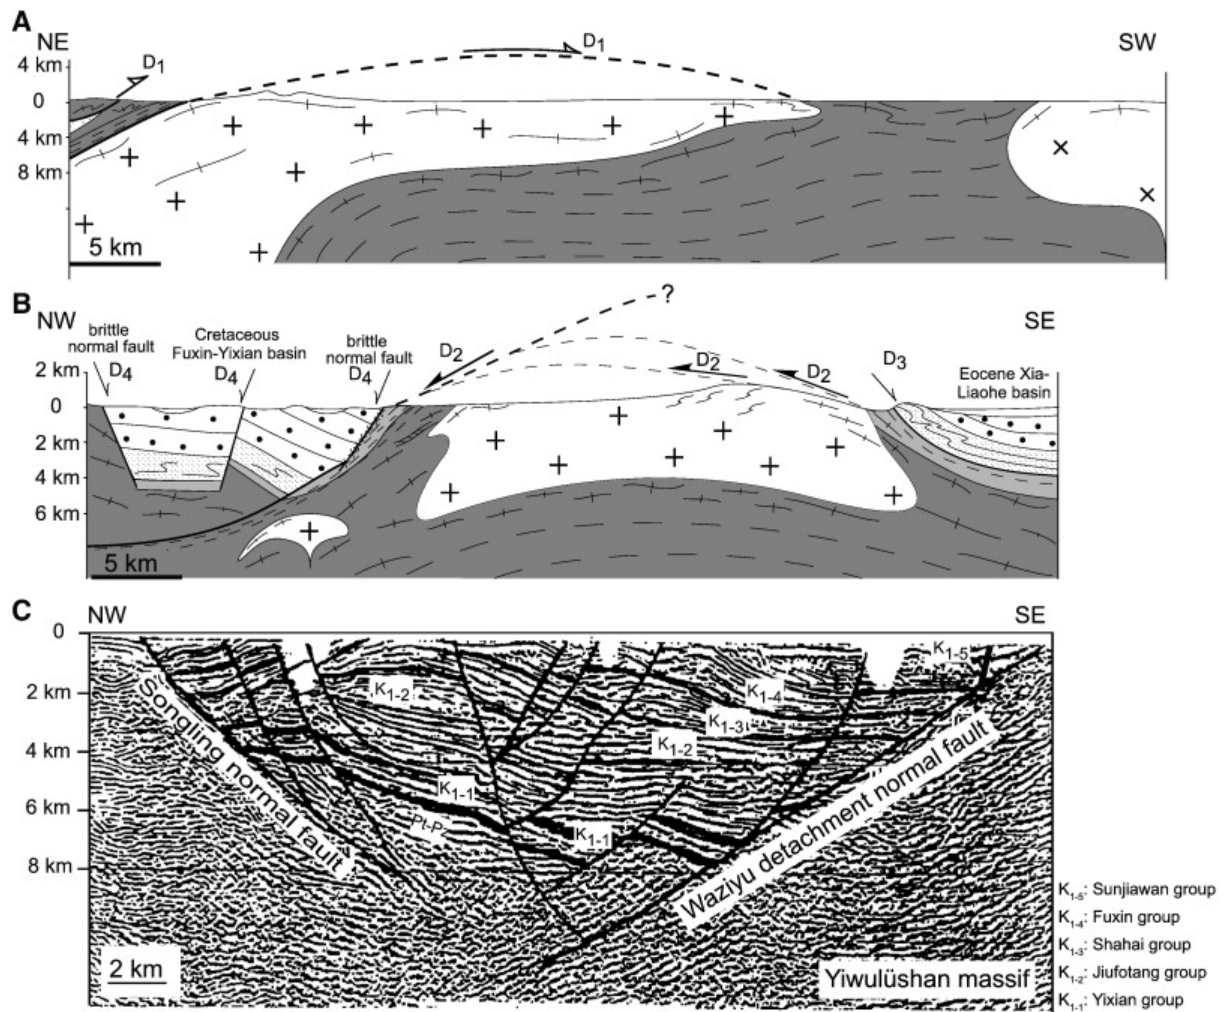 A
NE
SW
D1
D1
4 km
0
4 km
8 km
5 km
B
NW
SE
?
brittle
normal fault
D4
Cretaceous
Fuxin-Yixian basin
D4
brittle
normal fault
D4
D2
D2
D2
D3
Eocene Xia-
Liaohe basin
2 km
0
2 km
4 km
6 km
5 km
C
NW
SE
0
2 km
4 km
6 km
8 km
Songling normal fault
K1-2
K1-1
Pt-Pz
K1-1
K1-2
K1-3
K1-4
K1-5
Waziyu detachment normal fault
2 km
Yiwulüshan massif
K1-5: Sunjiawan group
K1-4: Fuxin group
K1-3: Shahai group
K1-2: Jiufotang group
K1-1: Yixian group